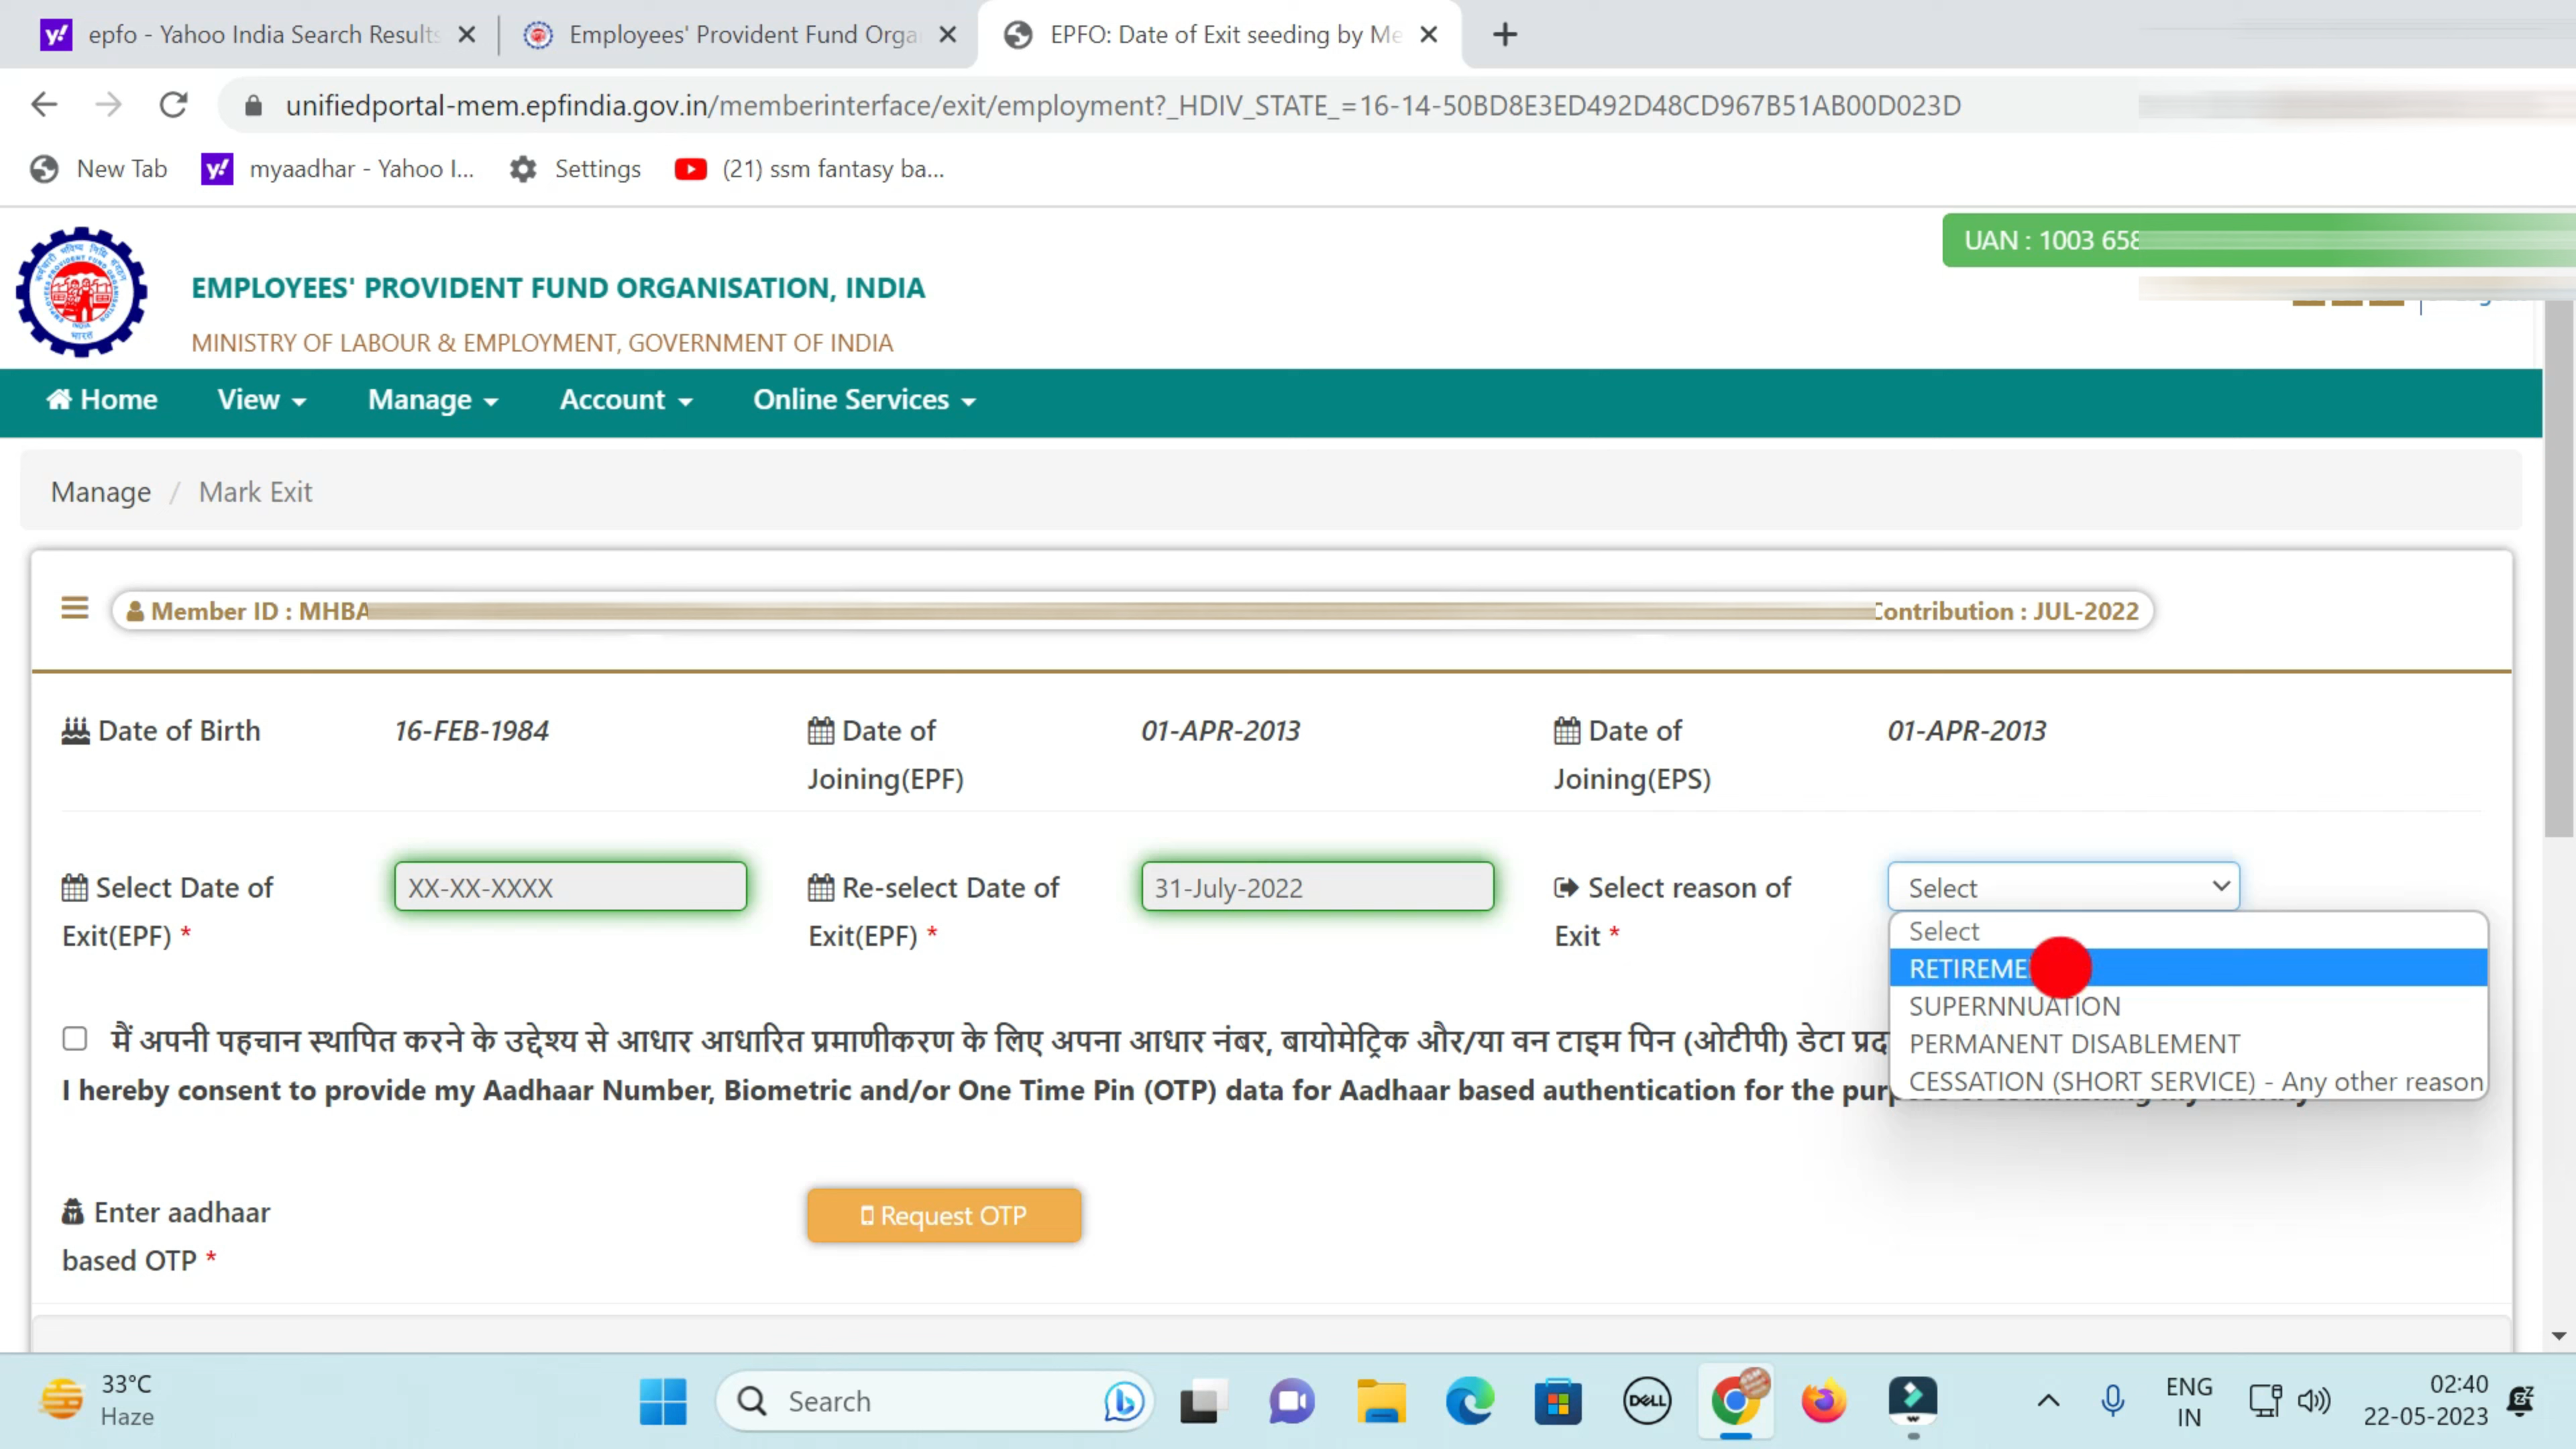 epfo - Yahoo India Search Results
Employees' Provident Fund Orga
EPFO: Date of Exit seeding by Me
unifiedportal-mem.epfindia.gov.in/memberinterface/exit/employment?_HDIV_STATE_=16-14-50BD8E3ED492D48CD967B51AB00D023D
New Tab
myaadhar - Yahoo I...
Settings
(21) ssm fantasy ba...
UAN : 1003 658
EMPLOYEES' PROVIDENT FUND ORGANISATION, INDIA
MINISTRY OF LABOUR & EMPLOYMENT, GOVERNMENT OF INDIA
Home View Manage Account Online Services
Manage / Mark Exit
Member ID : MHBA Contribution : JUL-2022
Date of Birth 16-FEB-1984 Date of Joining(EPF) 01-APR-2013 Date of Joining(EPS) 01-APR-2013
Select Date of Exit(EPF) * XX-XX-XXXX Re-select Date of Exit(EPF) * 31-July-2022 Select reason of Exit * Select
Select
RETIREME
SUPERNNUATION
PERMANENT DISABLEMENT
CESSATION (SHORT SERVICE) - Any other reason
मैं अपनी पहचान स्थापित करने के उद्देश्य से आधार आधारित प्रमाणीकरण के लिए अपना आधार नंबर, बायोमेट्रिक और/या वन टाइम पिन (ओटीपी) डेटा प्रद
I hereby consent to provide my Aadhaar Number, Biometric and/or One Time Pin (OTP) data for Aadhaar based authentication for the pur
Enter aadhaar based OTP * Request OTP
33°C
Haze
Search
DELL
ENG
IN
02:40
22-05-2023